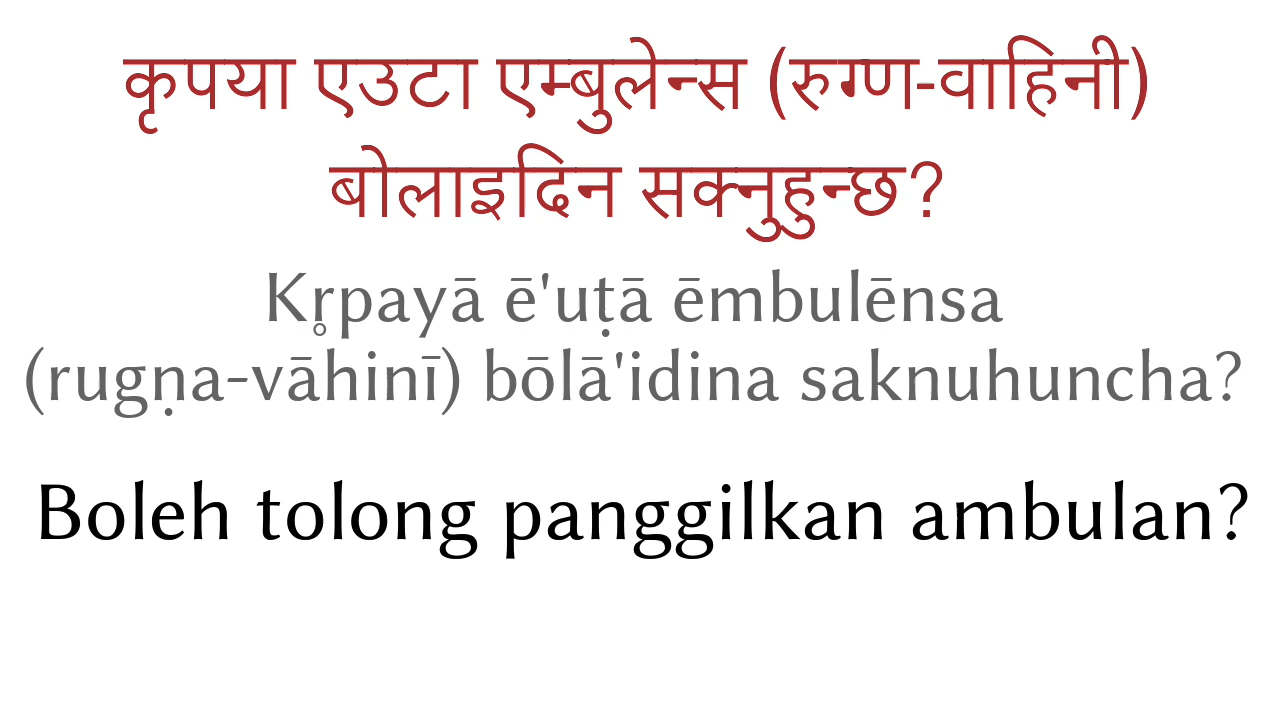 कृपया एउटा एम्बुलेन्स (रुग्ण-वाहिनी)
बोलाइदिन सक्नुहुन्छ?
Kr̥payā ē'uṭā ēmbulēnsa
(rugṇa-vāhinī) bōlā'idina saknuhuncha?
Boleh tolong panggilkan ambulan?